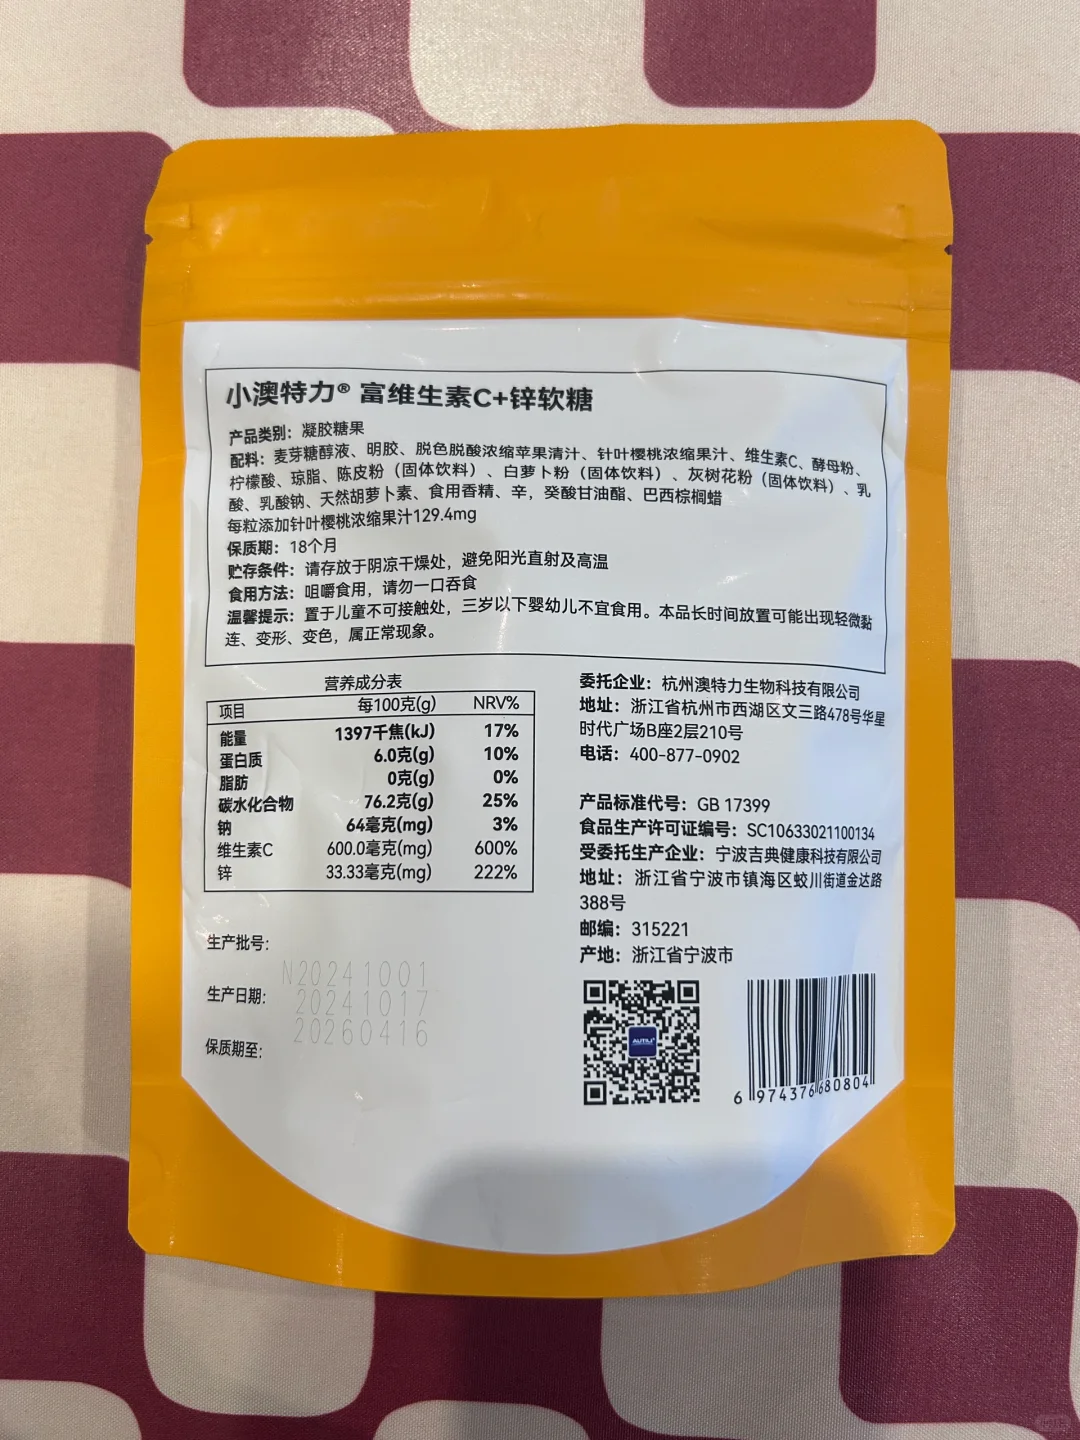 小澳特力® 富维生素C+锌软糖
产品类别：凝胶糖果
配料：麦芽糖醇液、明胶、脱色脱酸浓缩苹果清汁、针叶樱桃浓缩果汁、维生素C、酵母粉、
柠檬酸、琼脂、陈皮粉（固体饮料）、白萝卜粉（固体饮料）、灰树花粉（固体饮料）、乳
酸、乳酸钠、天然胡萝卜素、食用香精、辛，癸酸甘油酯、巴西棕榈蜡
每粒添加针叶樱桃浓缩果汁129.4mg
保质期：18个月
贮存条件：请存放于阴凉干燥处，避免阳光直射及高温
食用方法：咀嚼食用，请勿一口吞食
温馨提示：置于儿童不可接触处，三岁以下婴幼儿不宜食用。本品长时间放置可能出现轻微黏
连、变形、变色，属正常现象。
营养成分表
项目 每100克(g) NRV%
能量 1397千焦(kJ) 17%
蛋白质 6.0克(g) 10%
脂肪 0克(g) 0%
碳水化合物 76.2克(g) 25%
钠 64毫克(mg) 3%
维生素C 600.0毫克(mg) 600%
锌 33.33毫克(mg) 222%
生产批号：
N20241001
生产日期：
20241017
保质期至：
20260416
委托企业：杭州澳特力生物科技有限公司
地址：浙江省杭州市西湖区文三路478号华星
时代广场B座2层210号
电话：400-877-0902
产品标准代号：GB 17399
食品生产许可证编号：SC10633021100134
受委托生产企业：宁波吉典健康科技有限公司
地址：浙江省宁波市镇海区蛟川街道金达路
388号
邮编：315221
产地：浙江省宁波市
AUTILI
6 974376 680804